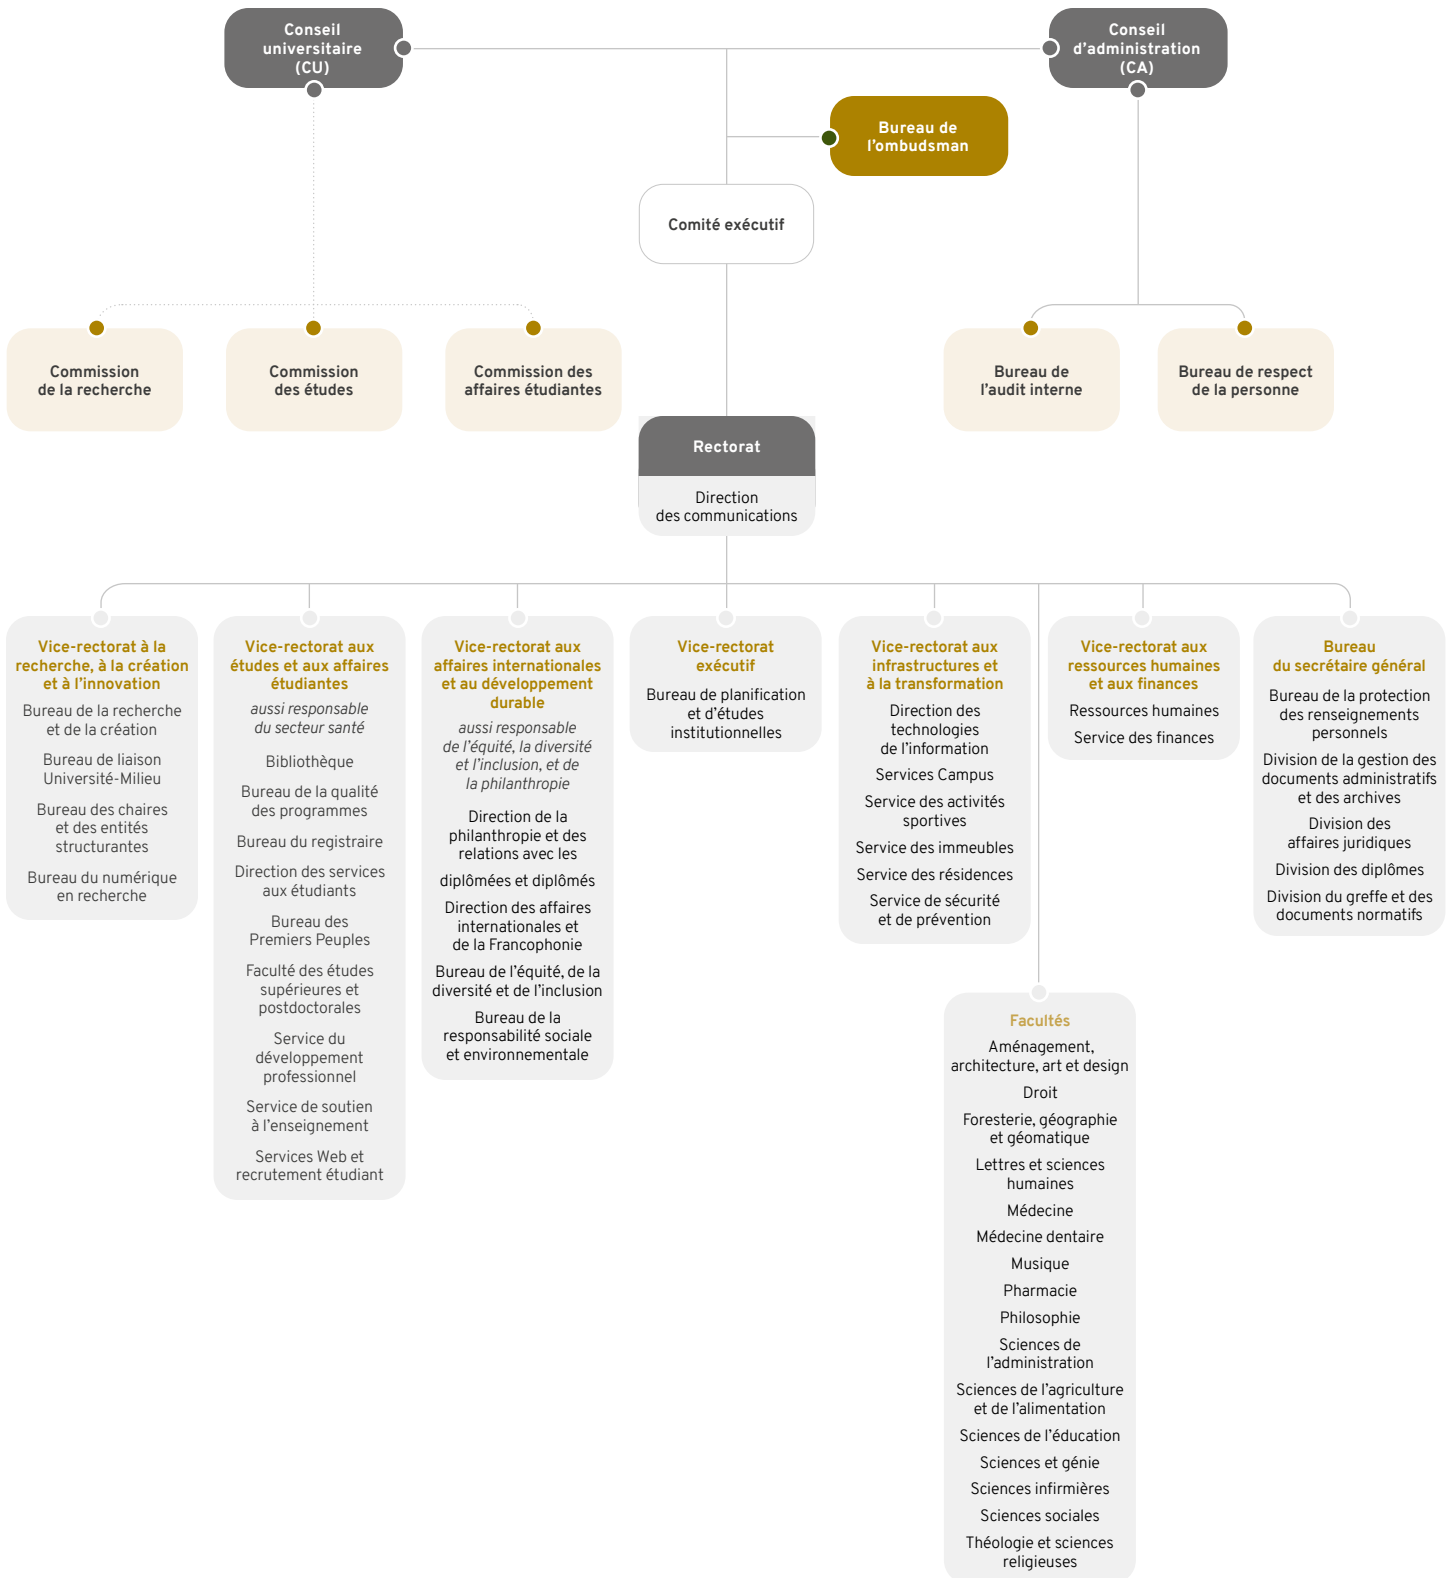 Conseil
universitaire
(CU)
Conseil
d'administration
(CA)
Bureau de
l'ombudsman
Comité exécutif
Commission
de la recherche
Commission
des études
Commission des
affaires étudiantes
Bureau de
l'audit interne
Bureau de respect
de la personne
Rectorat
Direction
des communications
Vice-rectorat à la
recherche, à la création
et à l'innovation
Bureau de la recherche
et de la création
Bureau de liaison
Université-Milieu
Bureau des chaires
et des entités
structurantes
Bureau du numérique
en recherche
Vice-rectorat aux
études et aux affaires
étudiantes
aussi responsable
du secteur santé
Bibliothèque
Bureau de la qualité
des programmes
Bureau du registraire
Direction des services
aux étudiants
Bureau des
Premiers Peuples
Faculté des études
supérieures et
postdoctorales
Service du
développement
professionnel
Service de soutien
à l'enseignement
Services Web et
recrutement étudiant
Vice-rectorat aux
affaires internationales
et au développement
durable
aussi responsable
de l'équité, la diversité
et l'inclusion, et de
la philanthropie
Direction de la
philanthropie et des
relations avec les
diplômées et diplômés
Direction des affaires
internationales et
de la Francophonie
Bureau de l'équité, de la
diversité et de l'inclusion
Bureau de la
responsabilité sociale
et environnementale
Vice-rectorat
exécutif
Bureau de planification
et d'études
institutionnelles
Vice-rectorat aux
infrastructures et
à la transformation
Direction des
technologies
de l'information
Services Campus
Service des activités
sportives
Service des immeubles
Service des résidences
Service de sécurité
et de prévention
Vice-rectorat aux
ressources humaines
et aux finances
Ressources humaines
Service des finances
Bureau
du secrétaire général
Bureau de la protection
des renseignements
personnels
Division de la gestion des
documents administratifs
et des archives
Division des
affaires juridiques
Division des diplômes
Division du greffe et des
documents normatifs
Facultés
Aménagement,
architecture, art et design
Droit
Foresterie, géographie
et géomatique
Lettres et sciences
humaines
Médecine
Médecine dentaire
Musique
Pharmacie
Philosophie
Sciences de
l'administration
Sciences de l'agriculture
et de l'alimentation
Sciences de l'éducation
Sciences et génie
Sciences infirmières
Sciences sociales
Théologie et sciences
religieuses